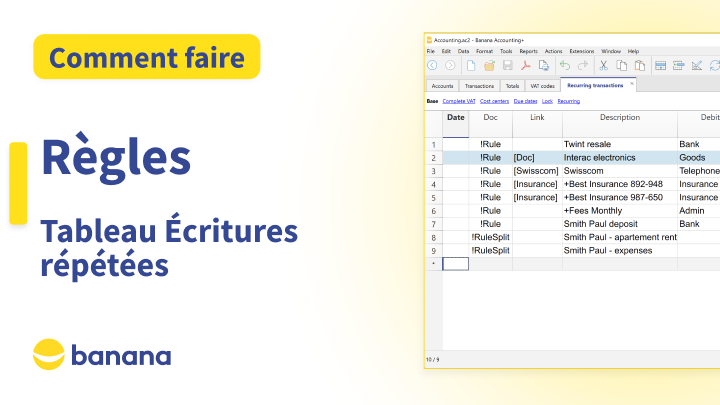 Comment faire
Règles
Tableau Écritures
répétées
banana
Accounting.ac2 - Banana Accounting+
File Edit Data Format Tools Reports Actions Extensions Window Help
Accounts Transactions Totals VAT codes Recurring transactions
Base Complete VAT Cost centers Due dates Lock Recurring
Date Doc Link Description Debit
1 !Rule Twint resale Bank
2 !Rule [Doc] Interac electronics Goods
3 !Rule [Swisscom] Swisscom Telephone
4 !Rule [Insurance] +Best Insurance 892-948 Insurance
5 !Rule [Insurance] +Best Insurance 987-650 Insurance
6 !Rule +Fees Monthly Admin
7 !Rule Smith Paul deposit Bank
8 !RuleSplit Smith Paul - apartement rent
9 !RuleSplit Smith Paul - expenses
*
10 / 9